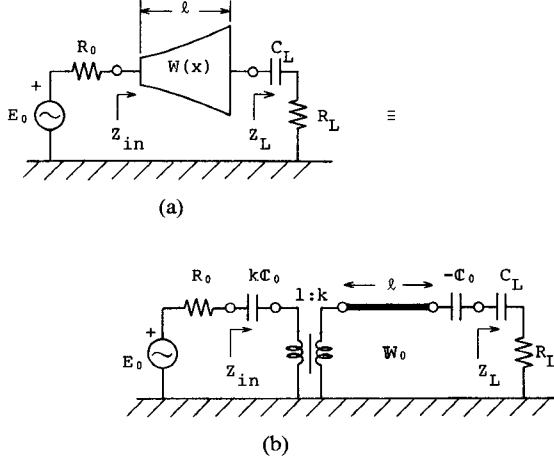 ℓ
R₀
W(x)
C_L
+
E₀
Z_in
Z_L
R_L
≡
(a)
R₀
kℂ₀
1:k
ℓ
-ℂ₀
C_L
+
E₀
Z_in
𝕎₀
Z_L
R_L
(b)